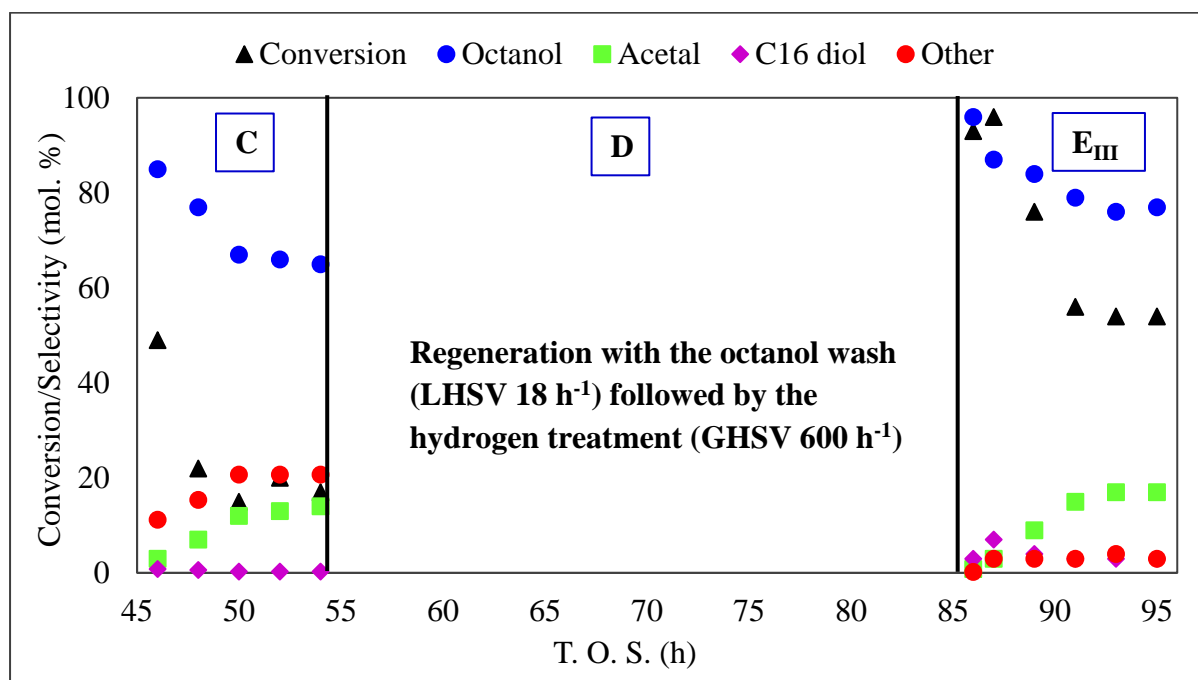 Conversion Octanol Acetal C16 diol Other
Conversion/Selectivity (mol. %)
100
80
60
40
20
0
C
D
E_III
Regeneration with the octanol wash
(LHSV 18 h⁻¹) followed by the
hydrogen treatment (GHSV 600 h⁻¹)
45 50 55 60 65 70 75 80 85 90 95
T. O. S. (h)